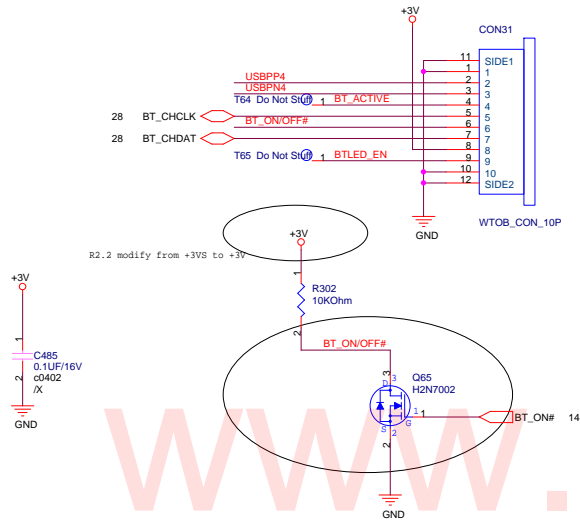 +3V
CON31
11 SIDE1
1 1
USBPP4 2 2
USBPN4 3 3
T64 Do Not Stuff 1 BT_ACTIVE 4 4
28 BT_CHCLK 5 5
BT_ON/OFF# 6 6
28 BT_CHDAT 7 7
8 8
T65 Do Not Stuff 1 BTLED_EN 9 9
10 10
12 SIDE2
WTOB_CON_10P
GND
+3V
R2.2 modify from +3VS to +3V
1
R302
10KOhm
2
+3V
1
C485
0.1UF/16V
c0402
/X
2
GND
BT_ON/OFF#
3
D 3
Q65
H2N7002
1 1 BT_ON# 14
G
S 2
2
GND
WWW.